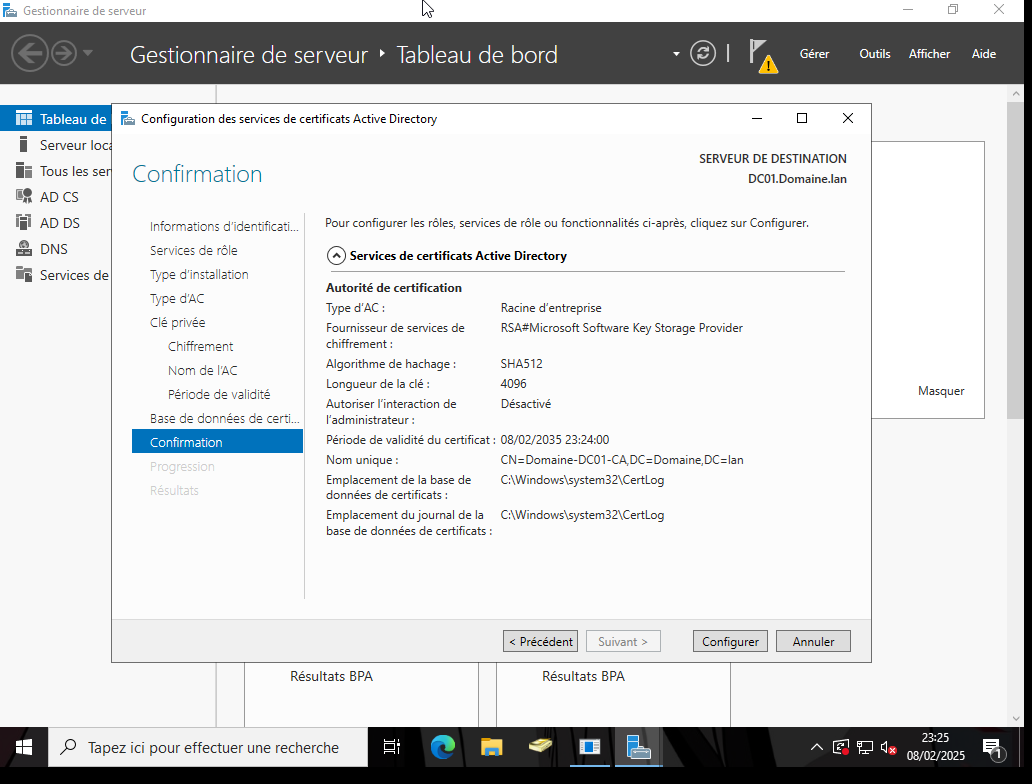 Gestionnaire de serveur
Gestionnaire de serveur ‣ Tableau de bord
Gérer
Outils
Afficher
Aide
Tableau de
Serveur loca
Tous les ser
AD CS
AD DS
DNS
Services de
Configuration des services de certificats Active Directory
Confirmation
SERVEUR DE DESTINATION
DC01.Domaine.lan
Informations d'identificati...
Services de rôle
Type d'installation
Type d'AC
Clé privée
Chiffrement
Nom de l'AC
Période de validité
Base de données de certi...
Confirmation
Progression
Résultats
Pour configurer les rôles, services de rôle ou fonctionnalités ci-après, cliquez sur Configurer.
Services de certificats Active Directory
Autorité de certification
Type d'AC : Racine d'entreprise
Fournisseur de services de RSA#Microsoft Software Key Storage Provider
chiffrement :
Algorithme de hachage : SHA512
Longueur de la clé : 4096
Autoriser l'interaction de Désactivé
l'administrateur :
Période de validité du certificat : 08/02/2035 23:24:00
Nom unique : CN=Domaine-DC01-CA,DC=Domaine,DC=lan
Emplacement de la base de C:\Windows\system32\CertLog
données de certificats :
Emplacement du journal de la C:\Windows\system32\CertLog
base de données de certificats :
Masquer
< Précédent
Suivant >
Configurer
Annuler
Résultats BPA
Résultats BPA
Tapez ici pour effectuer une recherche
23:25
08/02/2025
1